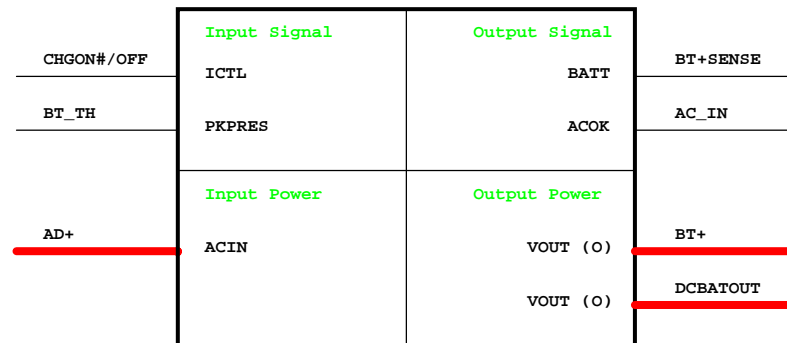 Input Signal Output Signal
CHGON#/OFF ICTL BATT BT+SENSE
BT_TH PKPRES ACOK AC_IN
Input Power Output Power
AD+ ACIN VOUT (O) BT+
VOUT (O) DCBATOUT